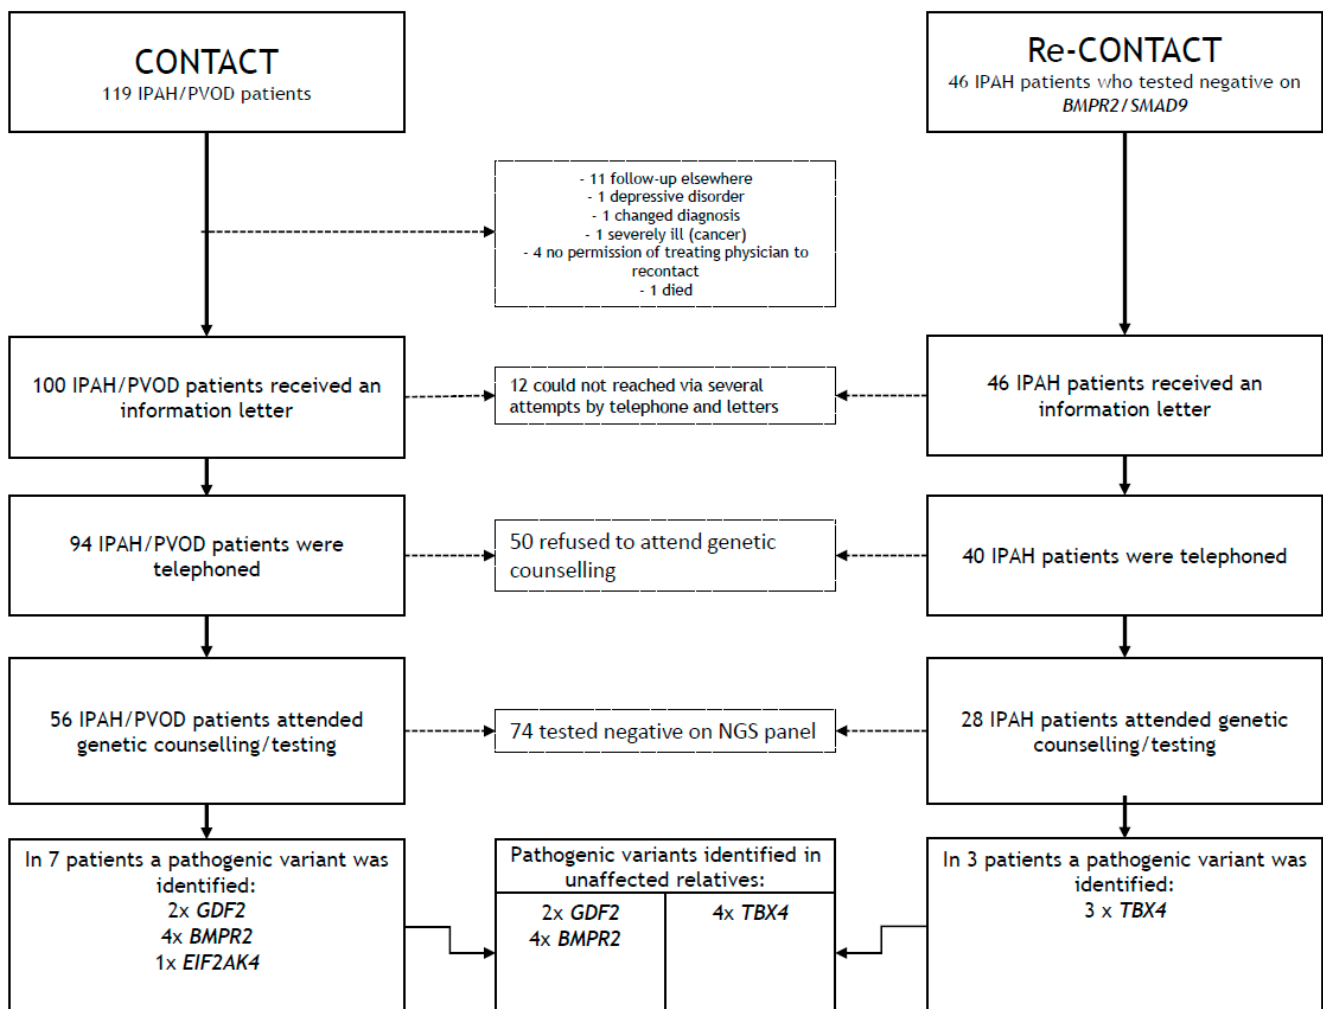 CONTACT
119 IPAH/PVOD patients
Re-CONTACT
46 IPAH patients who tested negative on
BMPR2/SMAD9
- 11 follow-up elsewhere
- 1 depressive disorder
- 1 changed diagnosis
- 1 severely ill (cancer)
- 4 no permission of treating physician to
recontact
- 1 died
100 IPAH/PVOD patients received an
information letter
12 could not reached via several
attempts by telephone and letters
46 IPAH patients received an
information letter
94 IPAH/PVOD patients were
telephoned
50 refused to attend genetic
counselling
40 IPAH patients were telephoned
56 IPAH/PVOD patients attended
genetic counselling/testing
74 tested negative on NGS panel
28 IPAH patients attended genetic
counselling/testing
In 7 patients a pathogenic variant was
identified:
2x GDF2
4x BMPR2
1x EIF2AK4
Pathogenic variants identified in
unaffected relatives:
2x GDF2
4x BMPR2
4x TBX4
In 3 patients a pathogenic variant was
identified:
3 x TBX4